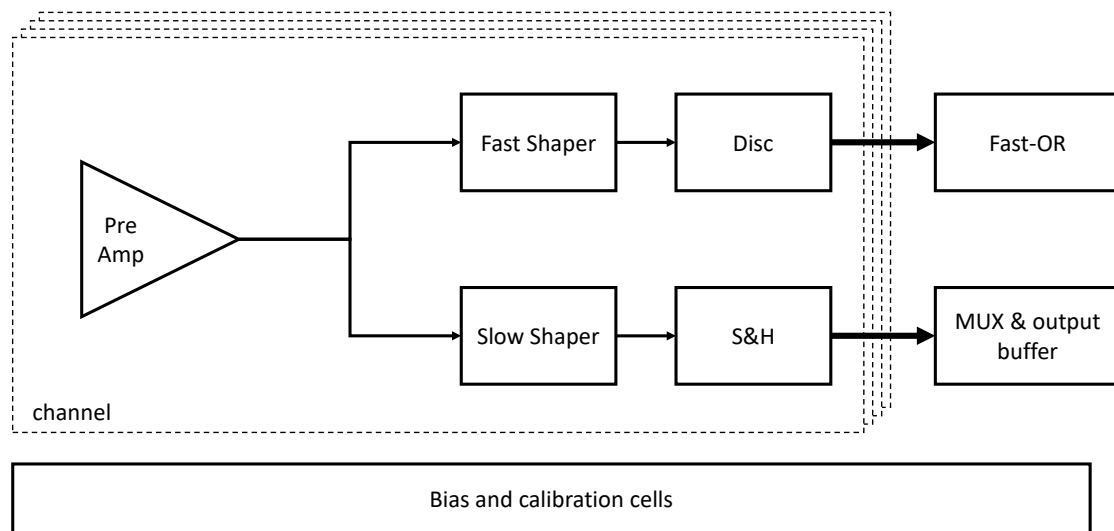 Fast Shaper
Disc
Fast-OR
Pre
Amp
Slow Shaper
S&H
MUX & output
buffer
channel
Bias and calibration cells